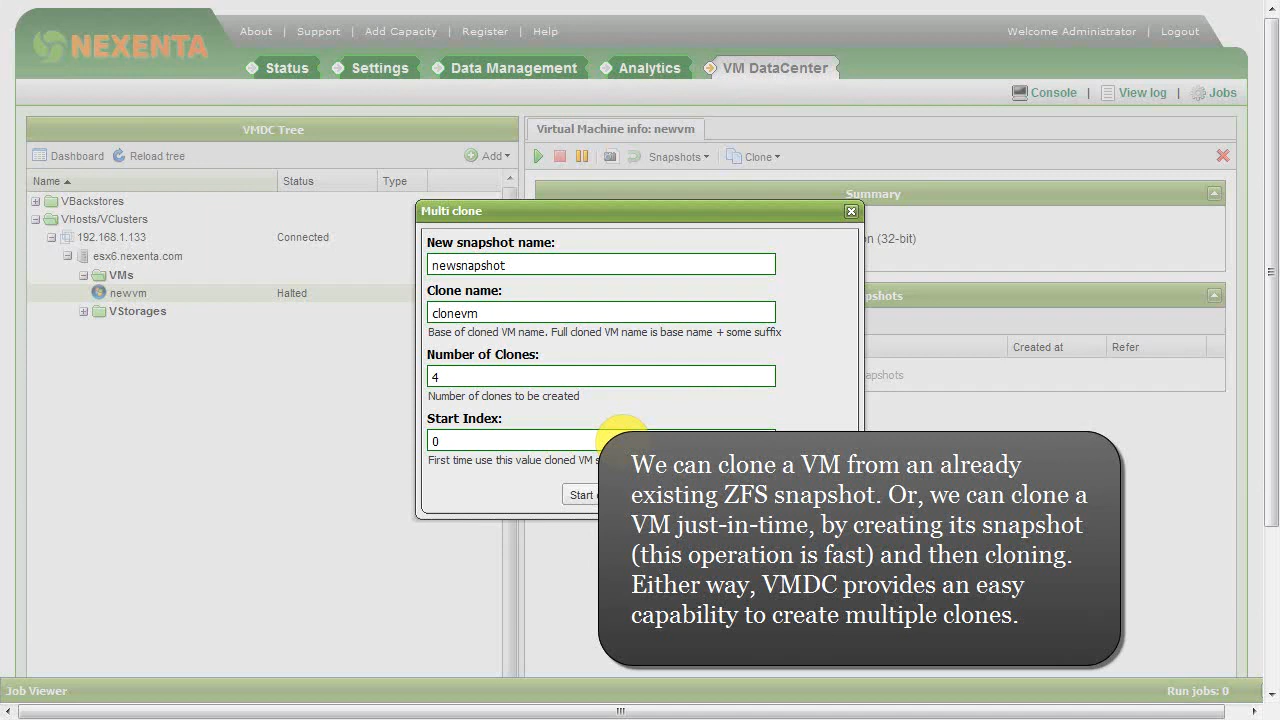 NEXENTA
About | Support | Add Capacity | Register | Help
Welcome Administrator | Logout
Status
Settings
Data Management
Analytics
VM DataCenter
Console | View log | Jobs
VMDC Tree
Dashboard
Reload tree
Add
Name
Status
Type
VBackstores
VHosts/VClusters
192.168.1.133
Connected
esx6.nexenta.com
VMs
newvm
Halted
VStorages
Virtual Machine info: newvm
Snapshots
Clone
Summary
(32-bit)
Created at
Refer
Multi clone
New snapshot name:
newsnapshot
Clone name:
clonevm
Base of cloned VM name. Full cloned VM name is base name + some suffix
Number of Clones:
4
Number of clones to be created
Start Index:
0
First time use this value cloned VM
Start
We can clone a VM from an already
existing ZFS snapshot. Or, we can clone a
VM just-in-time, by creating its snapshot
(this operation is fast) and then cloning.
Either way, VMDC provides an easy
capability to create multiple clones.
Job Viewer
Run jobs: 0